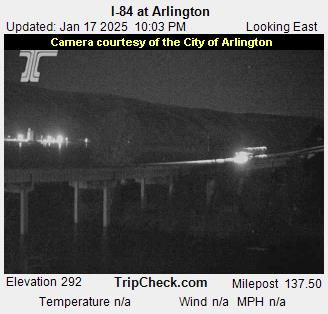 I-84 at Arlington
Updated: Jan 17 2025 10:03 PM Looking East
Camera courtesy of the City of Arlington
Elevation 292 TripCheck.com Milepost 137.50
Temperature n/a Wind n/a MPH n/a